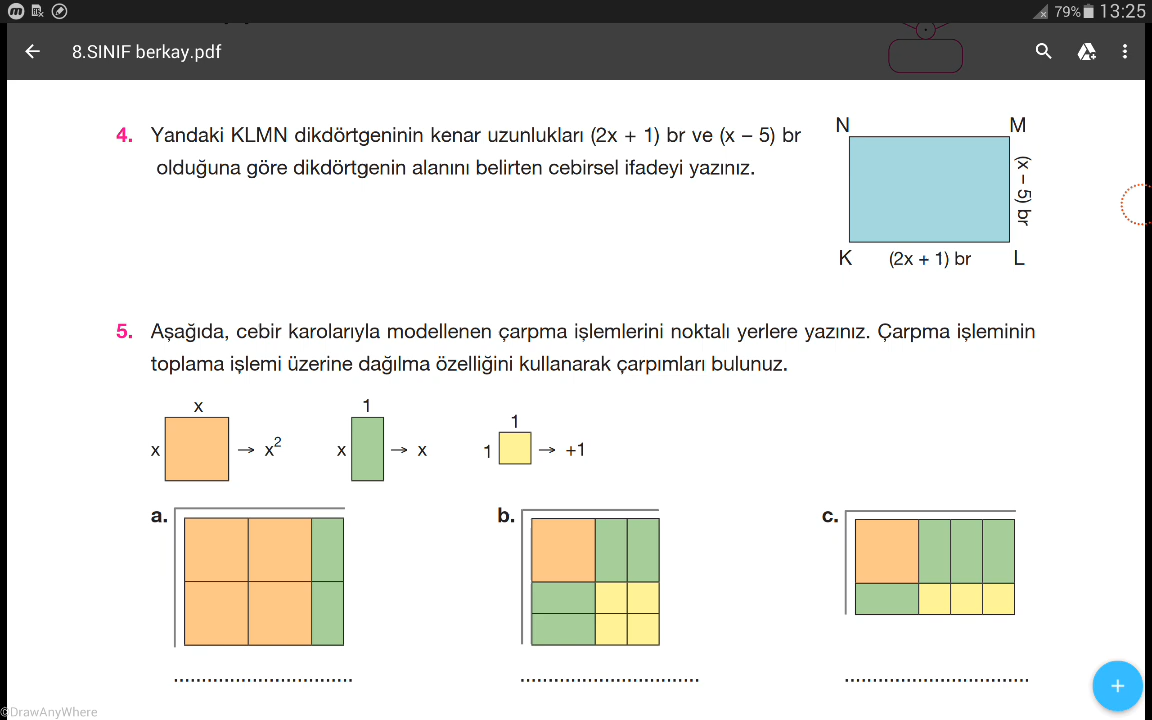 79% 13:25
8.SINIF berkay.pdf
4. Yandaki KLMN dikdörtgeninin kenar uzunlukları (2x + 1) br ve (x – 5) br
olduğuna göre dikdörtgenin alanını belirten cebirsel ifadeyi yazınız.
N M
(x – 5) br
K (2x + 1) br L
5. Aşağıda, cebir karolarıyla modellenen çarpma işlemlerini noktalı yerlere yazınız. Çarpma işleminin
toplama işlemi üzerine dağılma özelliğini kullanarak çarpımları bulunuz.
x 1 1
x → x² x → x 1 → +1
a. b. c.
................................ ................................ .................................
©DrawAnyWhere